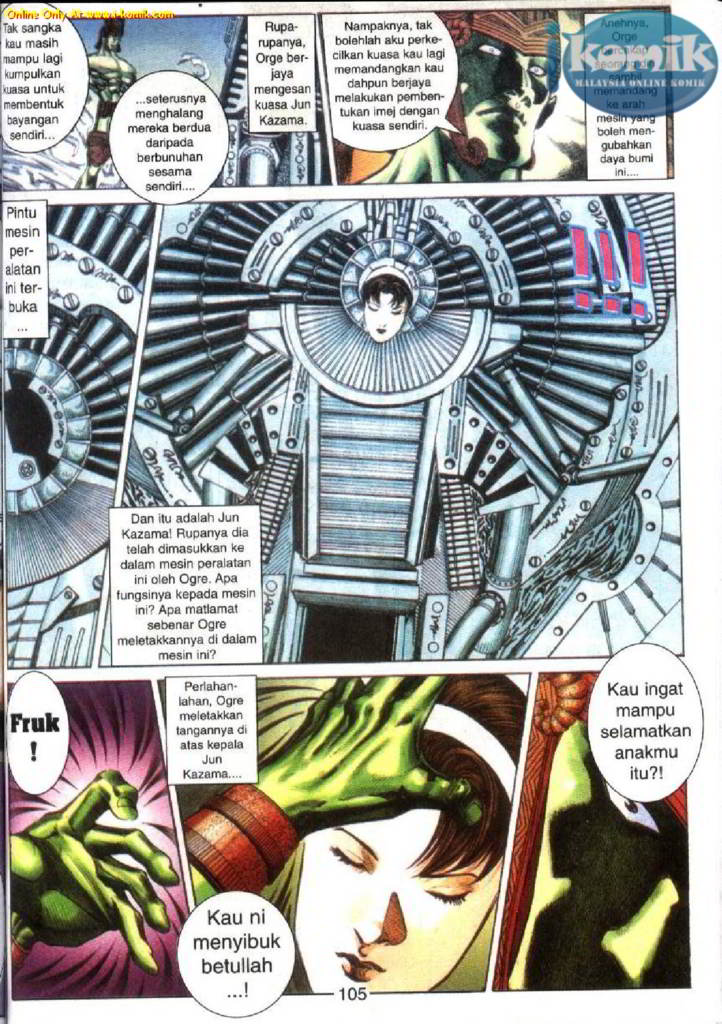 Online Only At www.i-komik.com
Tak sangka
kau masih
mampu lagi
kumpulkan
kuasa untuk
membentuk
bayangan
sendiri...
...seterusnya
menghalang
mereka berdua
daripada
berbunuhan
sesama
sendiri....
Rupa-
rupanya,
Orge ber-
jaya
mengesan
kuasa Jun
Kazama.
Nampaknya, tak
bolehlah aku perke-
cilkan kuasa kau lagi
memandangkan kau
dahpun berjaya
melakukan pemben-
tukan imej dengan
kuasa sendiri.
Anehnya,
Orge
sambil
memandang
ke arah
mesin yang
boleh men-
gubahkan
daya bumi
ini....
ikomik
MALAYSIA ONLINE KOMIK
Pintu
mesin
per-
alatan
ini ter-
buka
...
!!!
Dan itu adalah Jun
Kazama! Rupanya dia
telah dimasukkan ke
dalam mesin peralatan
ini oleh Ogre. Apa
fungsinya kepada mesin
ini? Apa matlamat
sebenar Ogre
meletakkannya di dalam
mesin ini?
Fruk
!
Perlahan-
lahan, Ogre
meletakkan
tangannya di
atas kepala
Jun
Kazama....
Kau ni
menyibuk
betullah
...!
Kau ingat
mampu
selamatkan
anakmu
itu?!
105